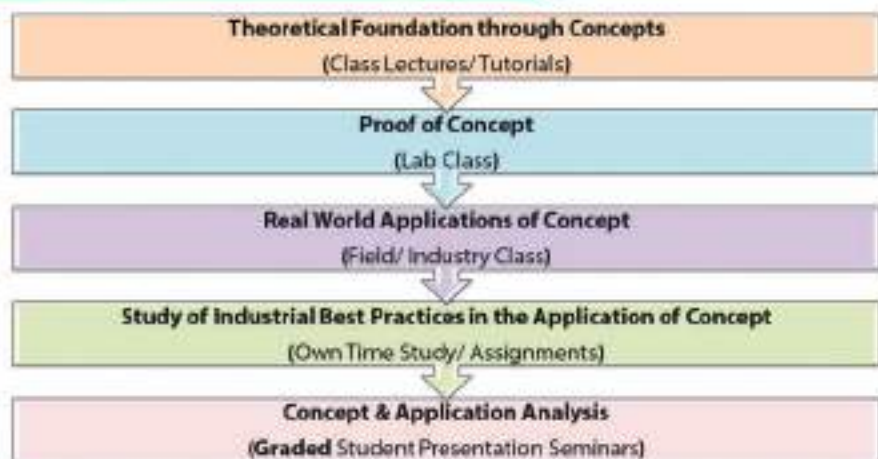 Theoretical Foundation through Concepts
(Class Lectures/Tutorials)
Proof of Concept
(Lab Class)
Real World Applications of Concept
(Field/ Industry Class)
Study of Industrial Best Practices in the Application of Concept
(Own Time Study/ Assignments)
Concept & Application Analysis
(Graded Student Presentation Seminars)